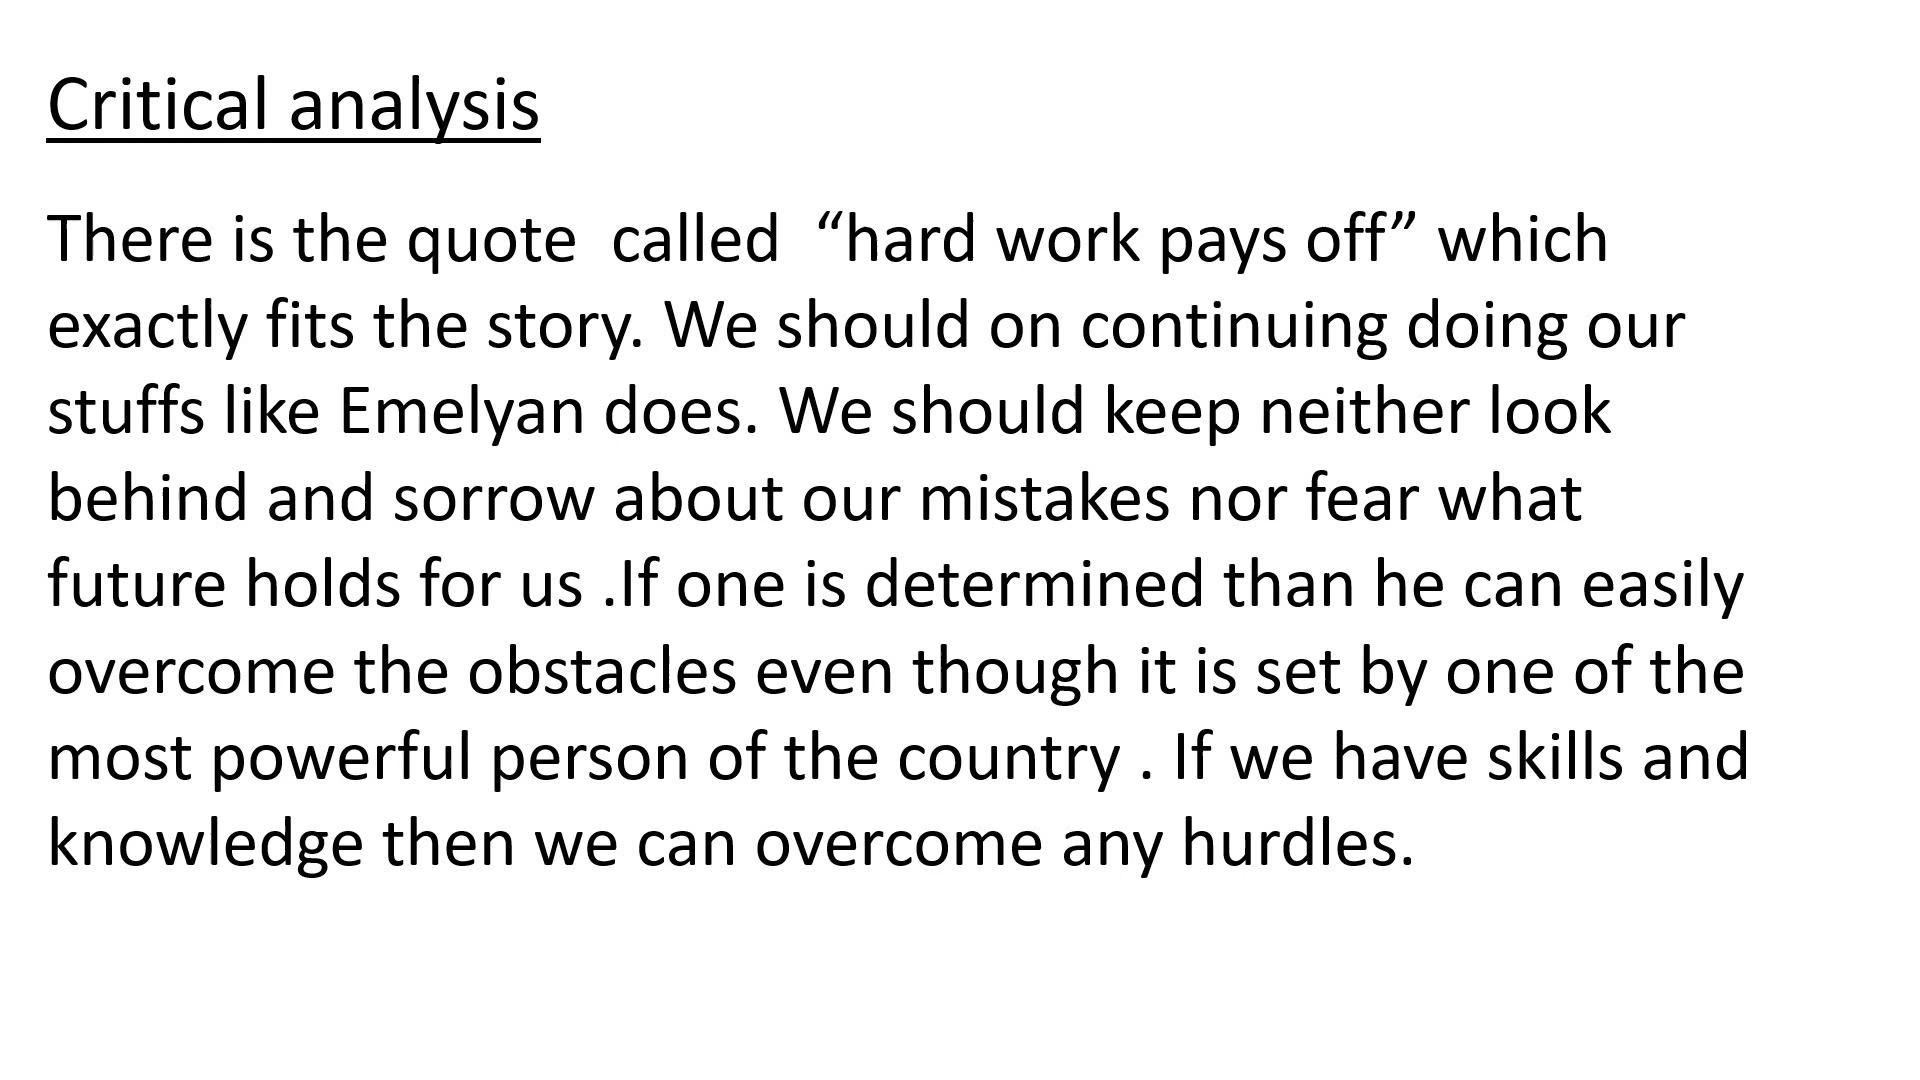 Critical analysis
There is the quote  called  “hard work pays off” which
exactly fits the story. We should on continuing doing our
stuffs like Emelyan does. We should keep neither look
behind and sorrow about our mistakes nor fear what
future holds for us .If one is determined than he can easily
overcome the obstacles even though it is set by one of the
most powerful person of the country . If we have skills and
knowledge then we can overcome any hurdles.